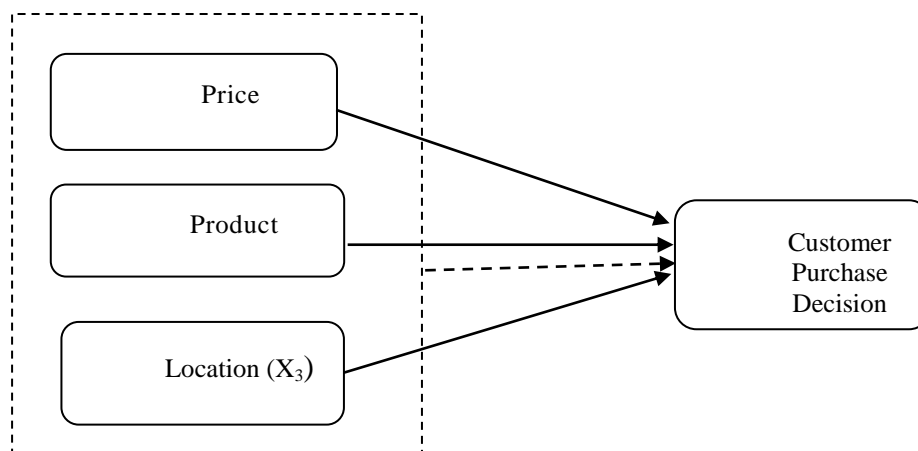 Price
Product
Location (X₃)
Customer
Purchase
Decision